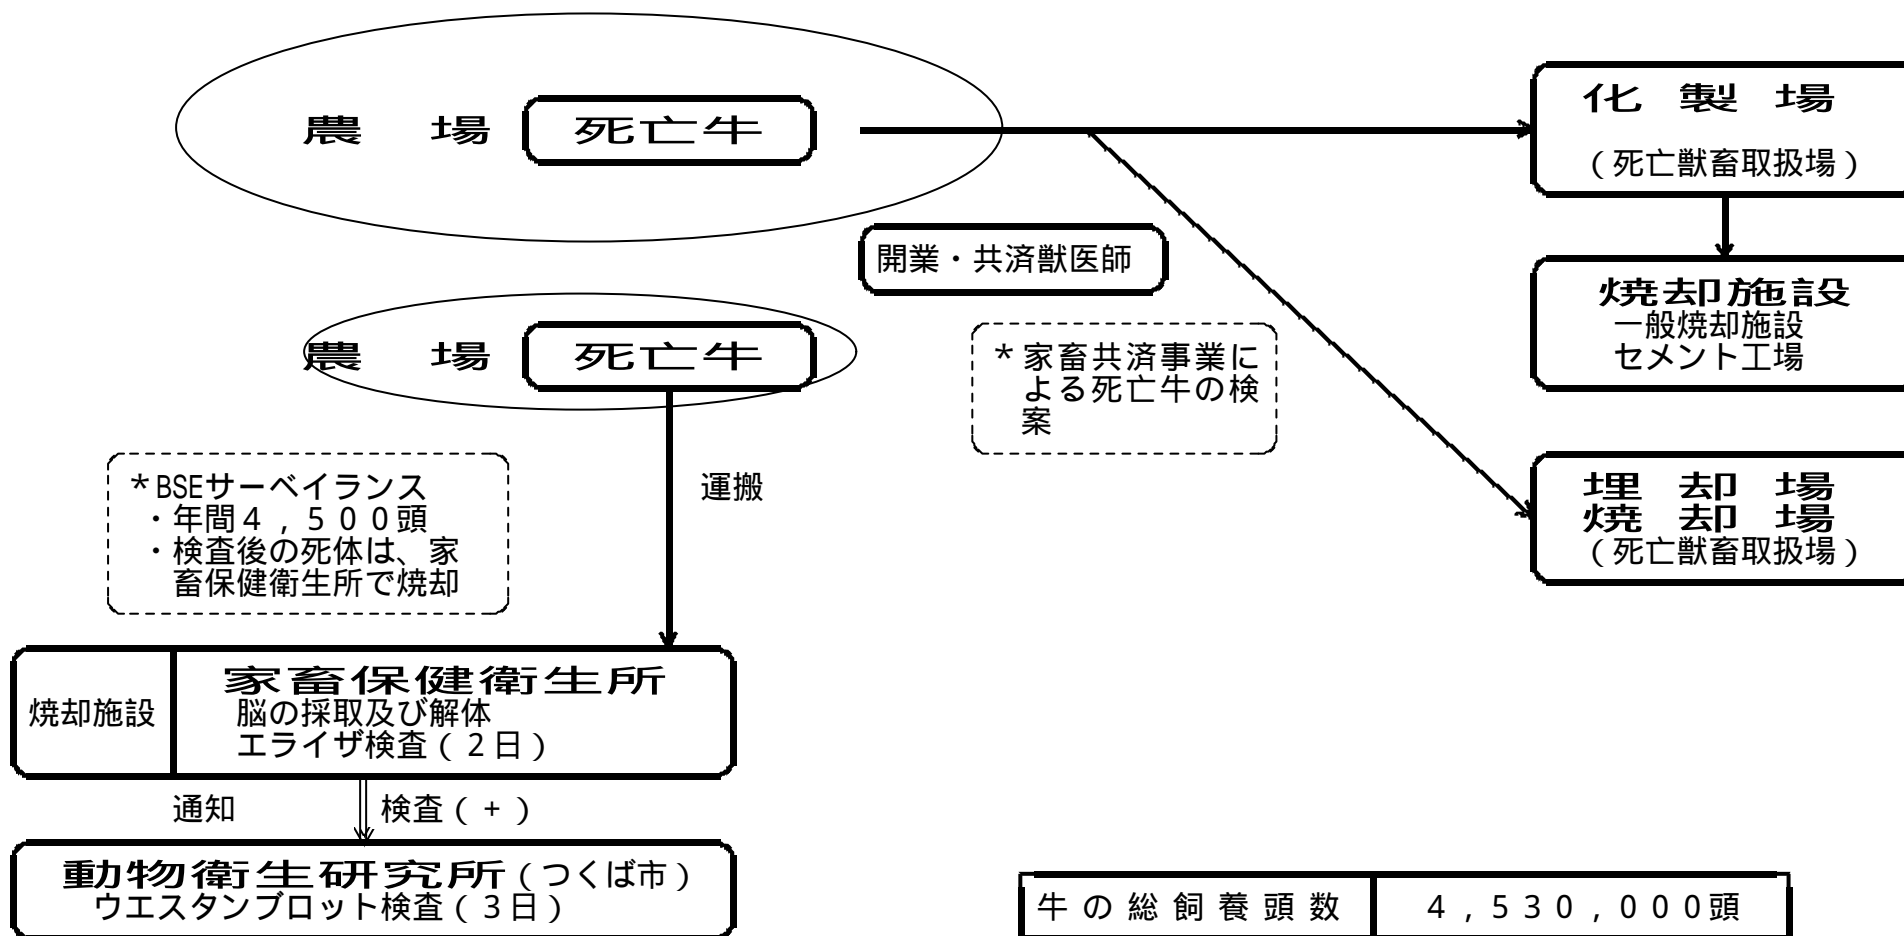 農　場　死亡牛
化　製　場
（死亡獣畜取扱場）
開業・共済獣医師
焼却施設
一般焼却施設
セメント工場
農　場　死亡牛
＊家畜共済事業に
よる死亡牛の検
案
＊BSEサーベイランス
・年間４，５００頭
・検査後の死体は、家
畜保健衛生所で焼却
運搬
埋　却　場
焼　却　場
（死亡獣畜取扱場）
焼却施設
家畜保健衛生所
脳の採取及び解体
エライザ検査（２日）
通知　検査（+）
動物衛生研究所（つくば市）
ウエスタンブロット検査（３日）
牛の総飼養頭数　４，５３０，０００頭